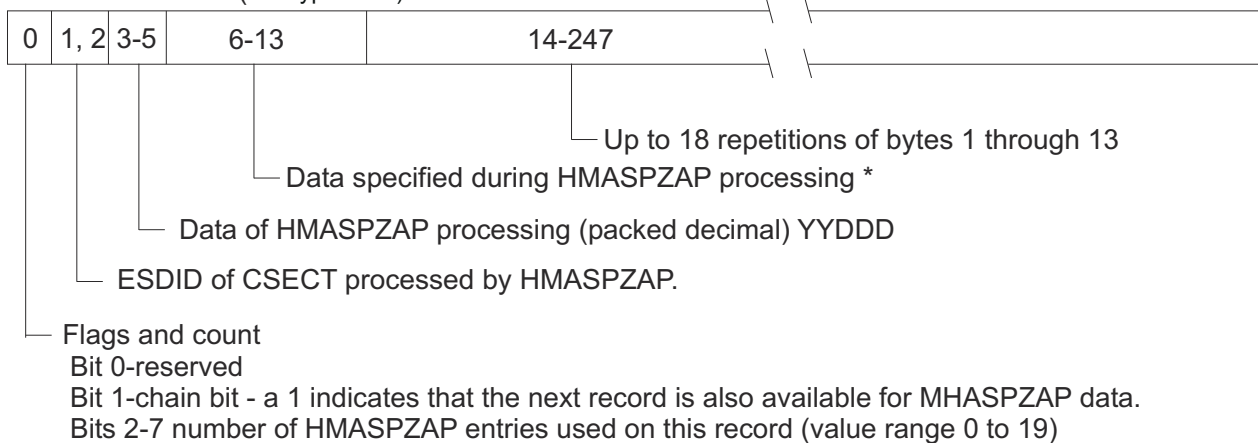 0 1, 2 3-5 6-13 14-247
Up to 18 repetitions of bytes 1 through 13
Data specified during HMASPZAP processing *
Data of HMASPZAP processing (packed decimal) YYDDD
ESDID of CSECT processed by HMASPZAP.
Flags and count
Bit 0-reserved
Bit 1-chain bit - a 1 indicates that the next record is also available for MHASPZAP data.
Bits 2-7 number of HMASPZAP entries used on this record (value range 0 to 19)